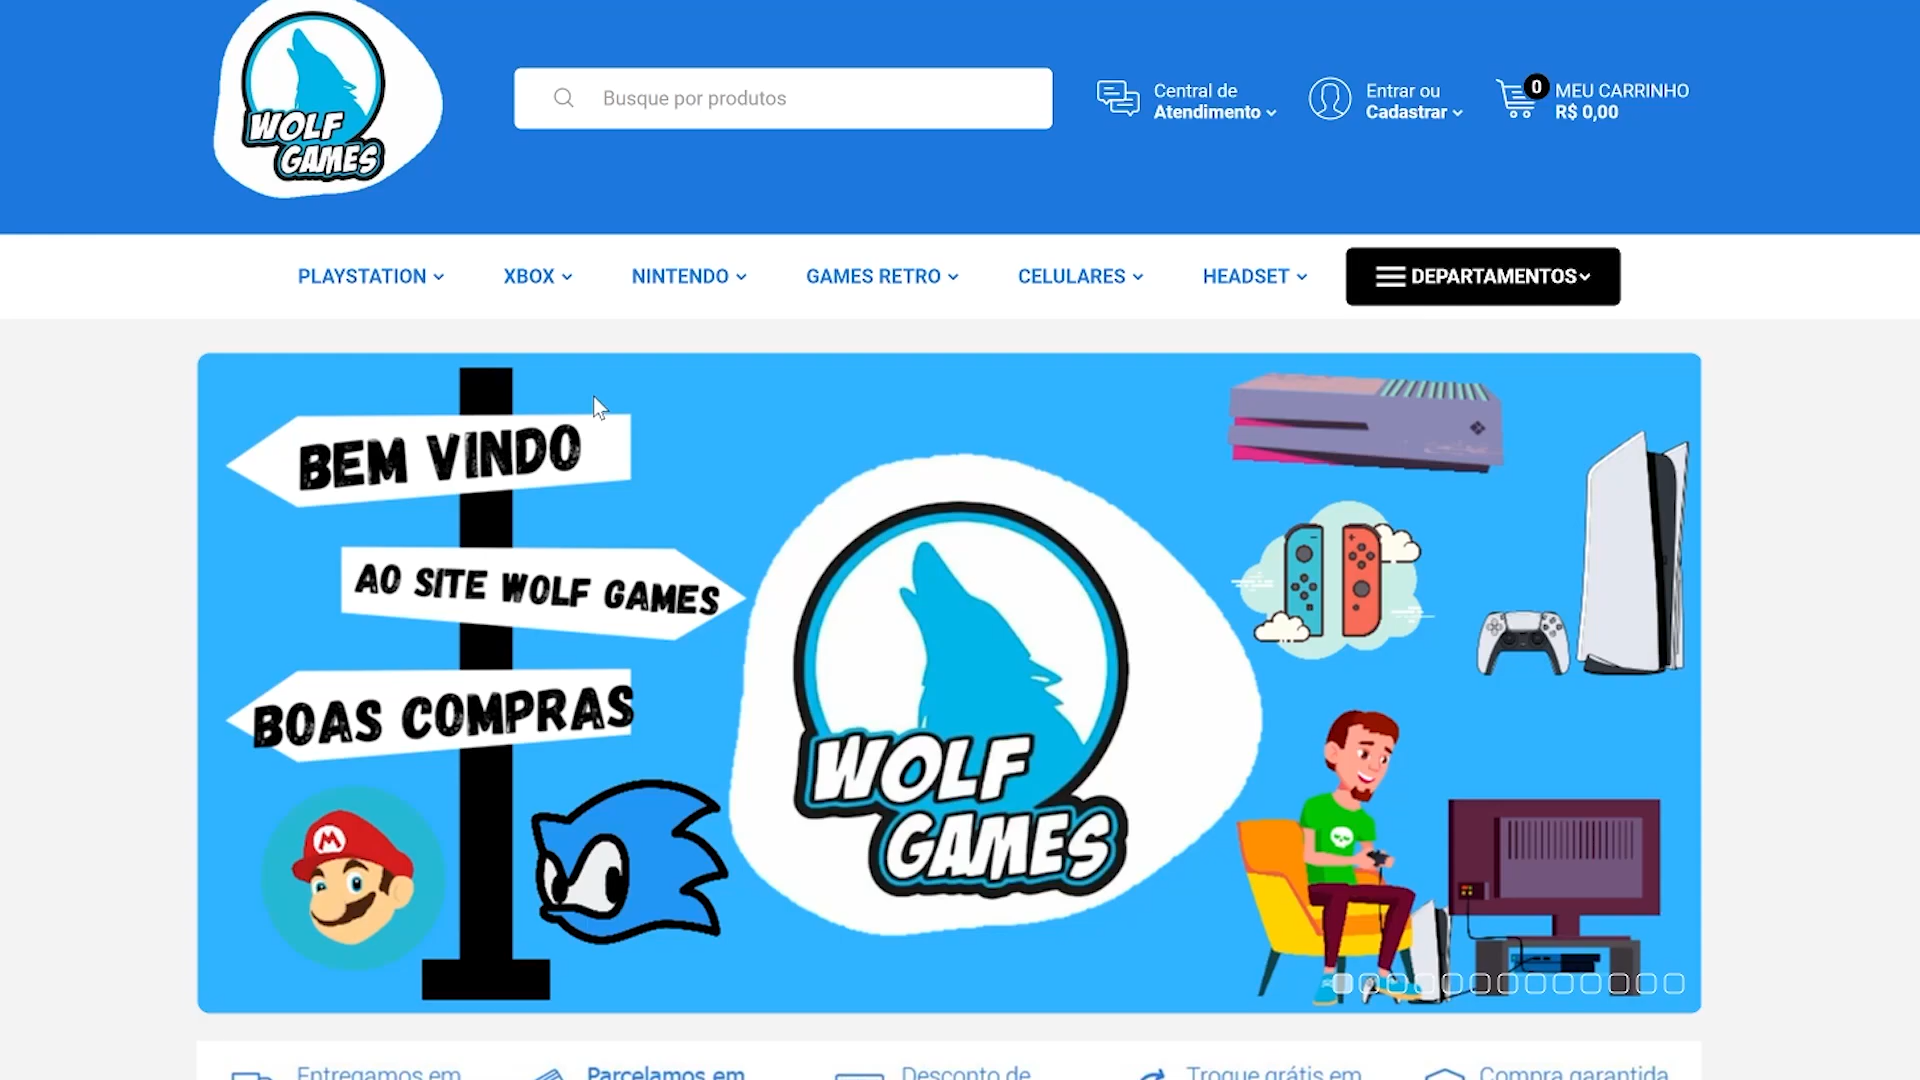 WOLF
GAMES
Busque por produtos
Central de
Atendimento
Entrar ou
Cadastrar
0
MEU CARRINHO
R$ 0,00
PLAYSTATION
XBOX
NINTENDO
GAMES RETRO
CELULARES
HEADSET
DEPARTAMENTOS
BEM VINDO
AO SITE WOLF GAMES
BOAS COMPRAS
M
WOLF
GAMES
Entregamos em
Parcelamos em
Desconto de
Troque grátis em
Compra garantida